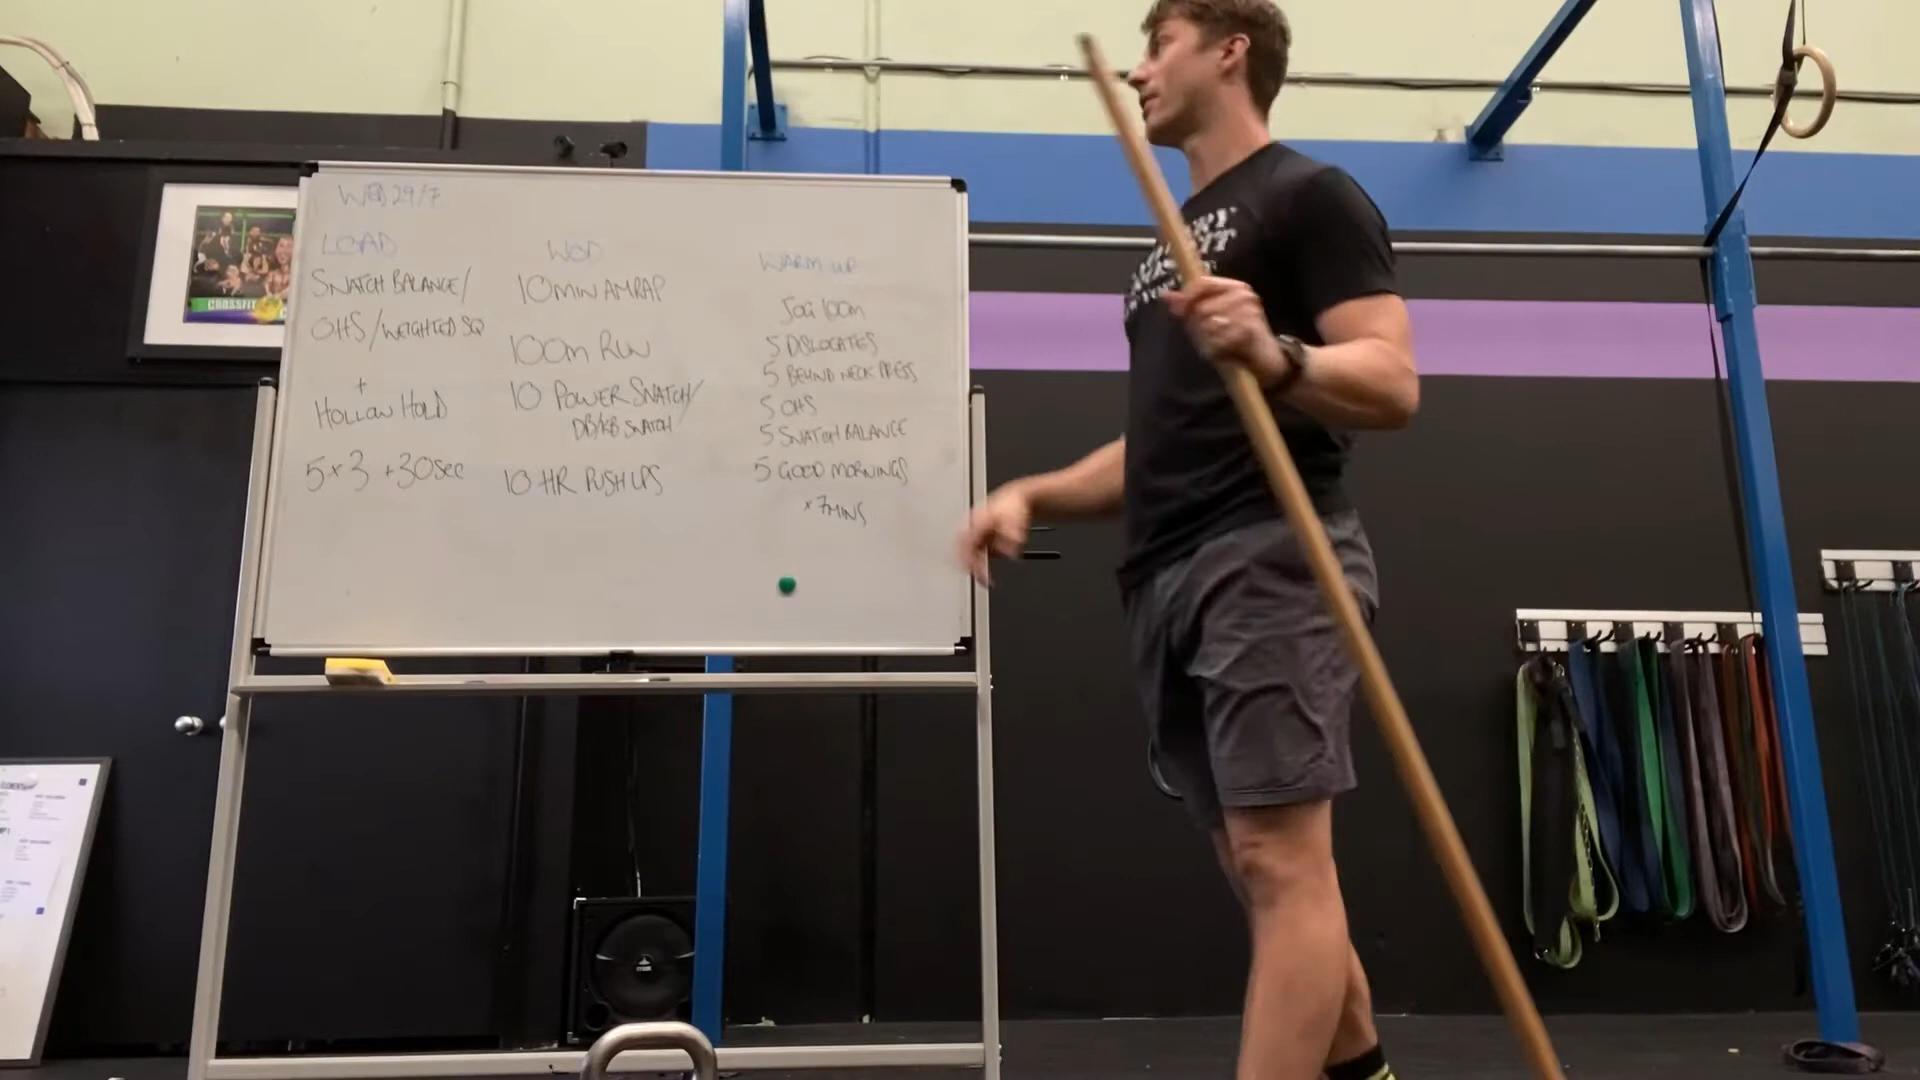 WED 29/7
LOAD
SNATCH BALANCE/
OHS/WEIGHTED SQ
+
HOLLOW HOLD
5x3 +30sec
WOD
10MIN AMRAP
100m RUN
10 POWER SNATCH/
DB/KB SNATCH
10 HR PUSH UPS
WARM UP
JOG 100m
5 DISLOCATES
5 BEHIND NECK PRESS
5 OHS
5 SNATCH BALANCE
5 GOOD MORNINGS
x 7MINS
CROSSFIT